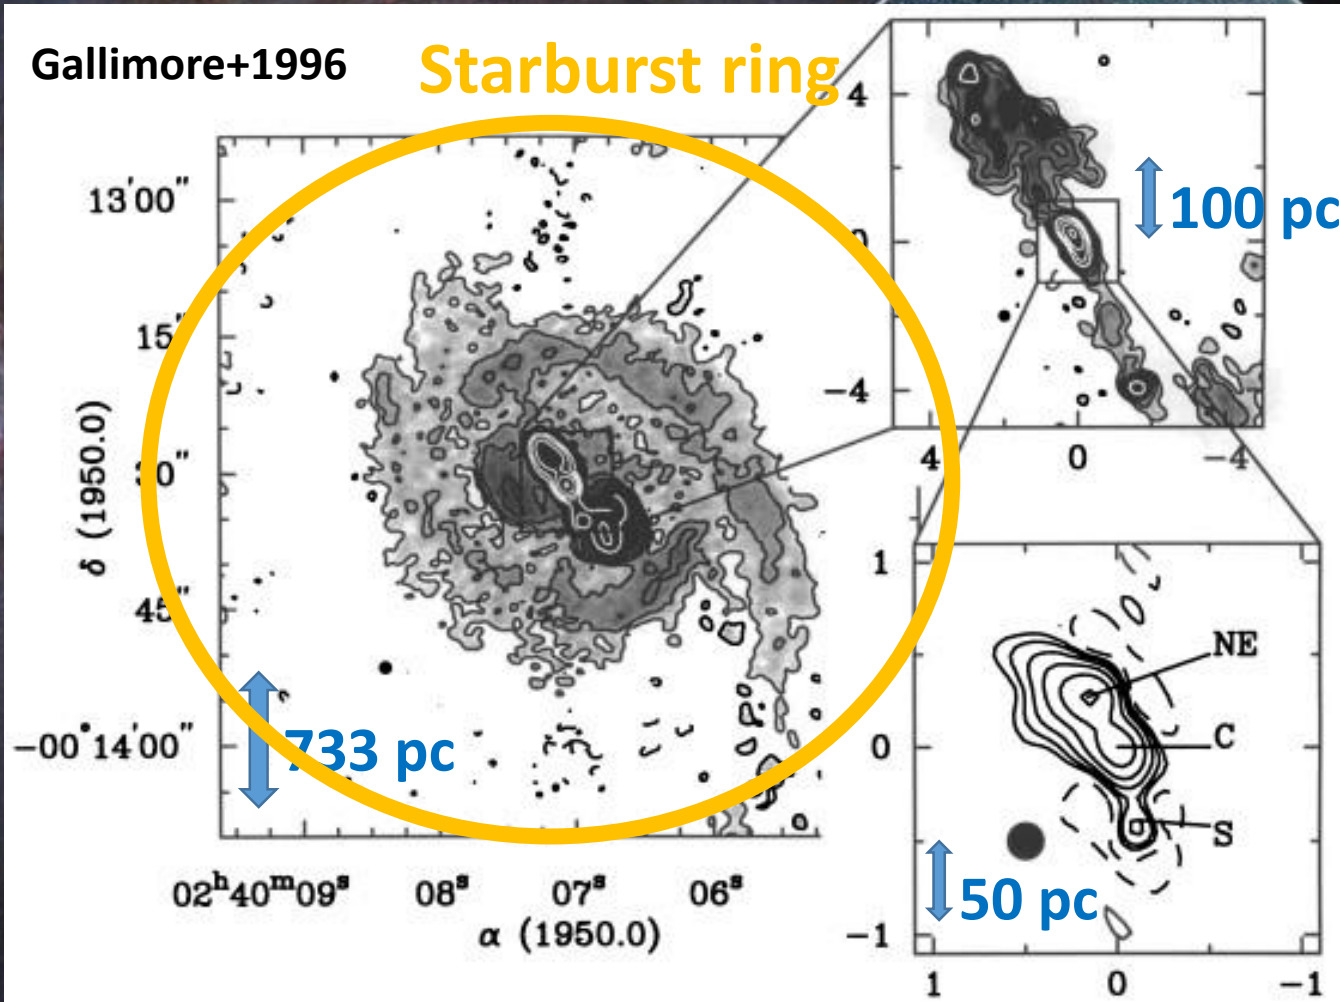 Gallimore+1996
Starburst ring
13'00"
15"
30"
45"
−00°14'00"
δ (1950.0)
733 pc
02ʰ40ᵐ09ˢ 08ˢ 07ˢ 06ˢ
α (1950.0)
4
0
−4
4 0 −4
100 pc
1
0
−1
NE
C
S
50 pc
1 0 −1